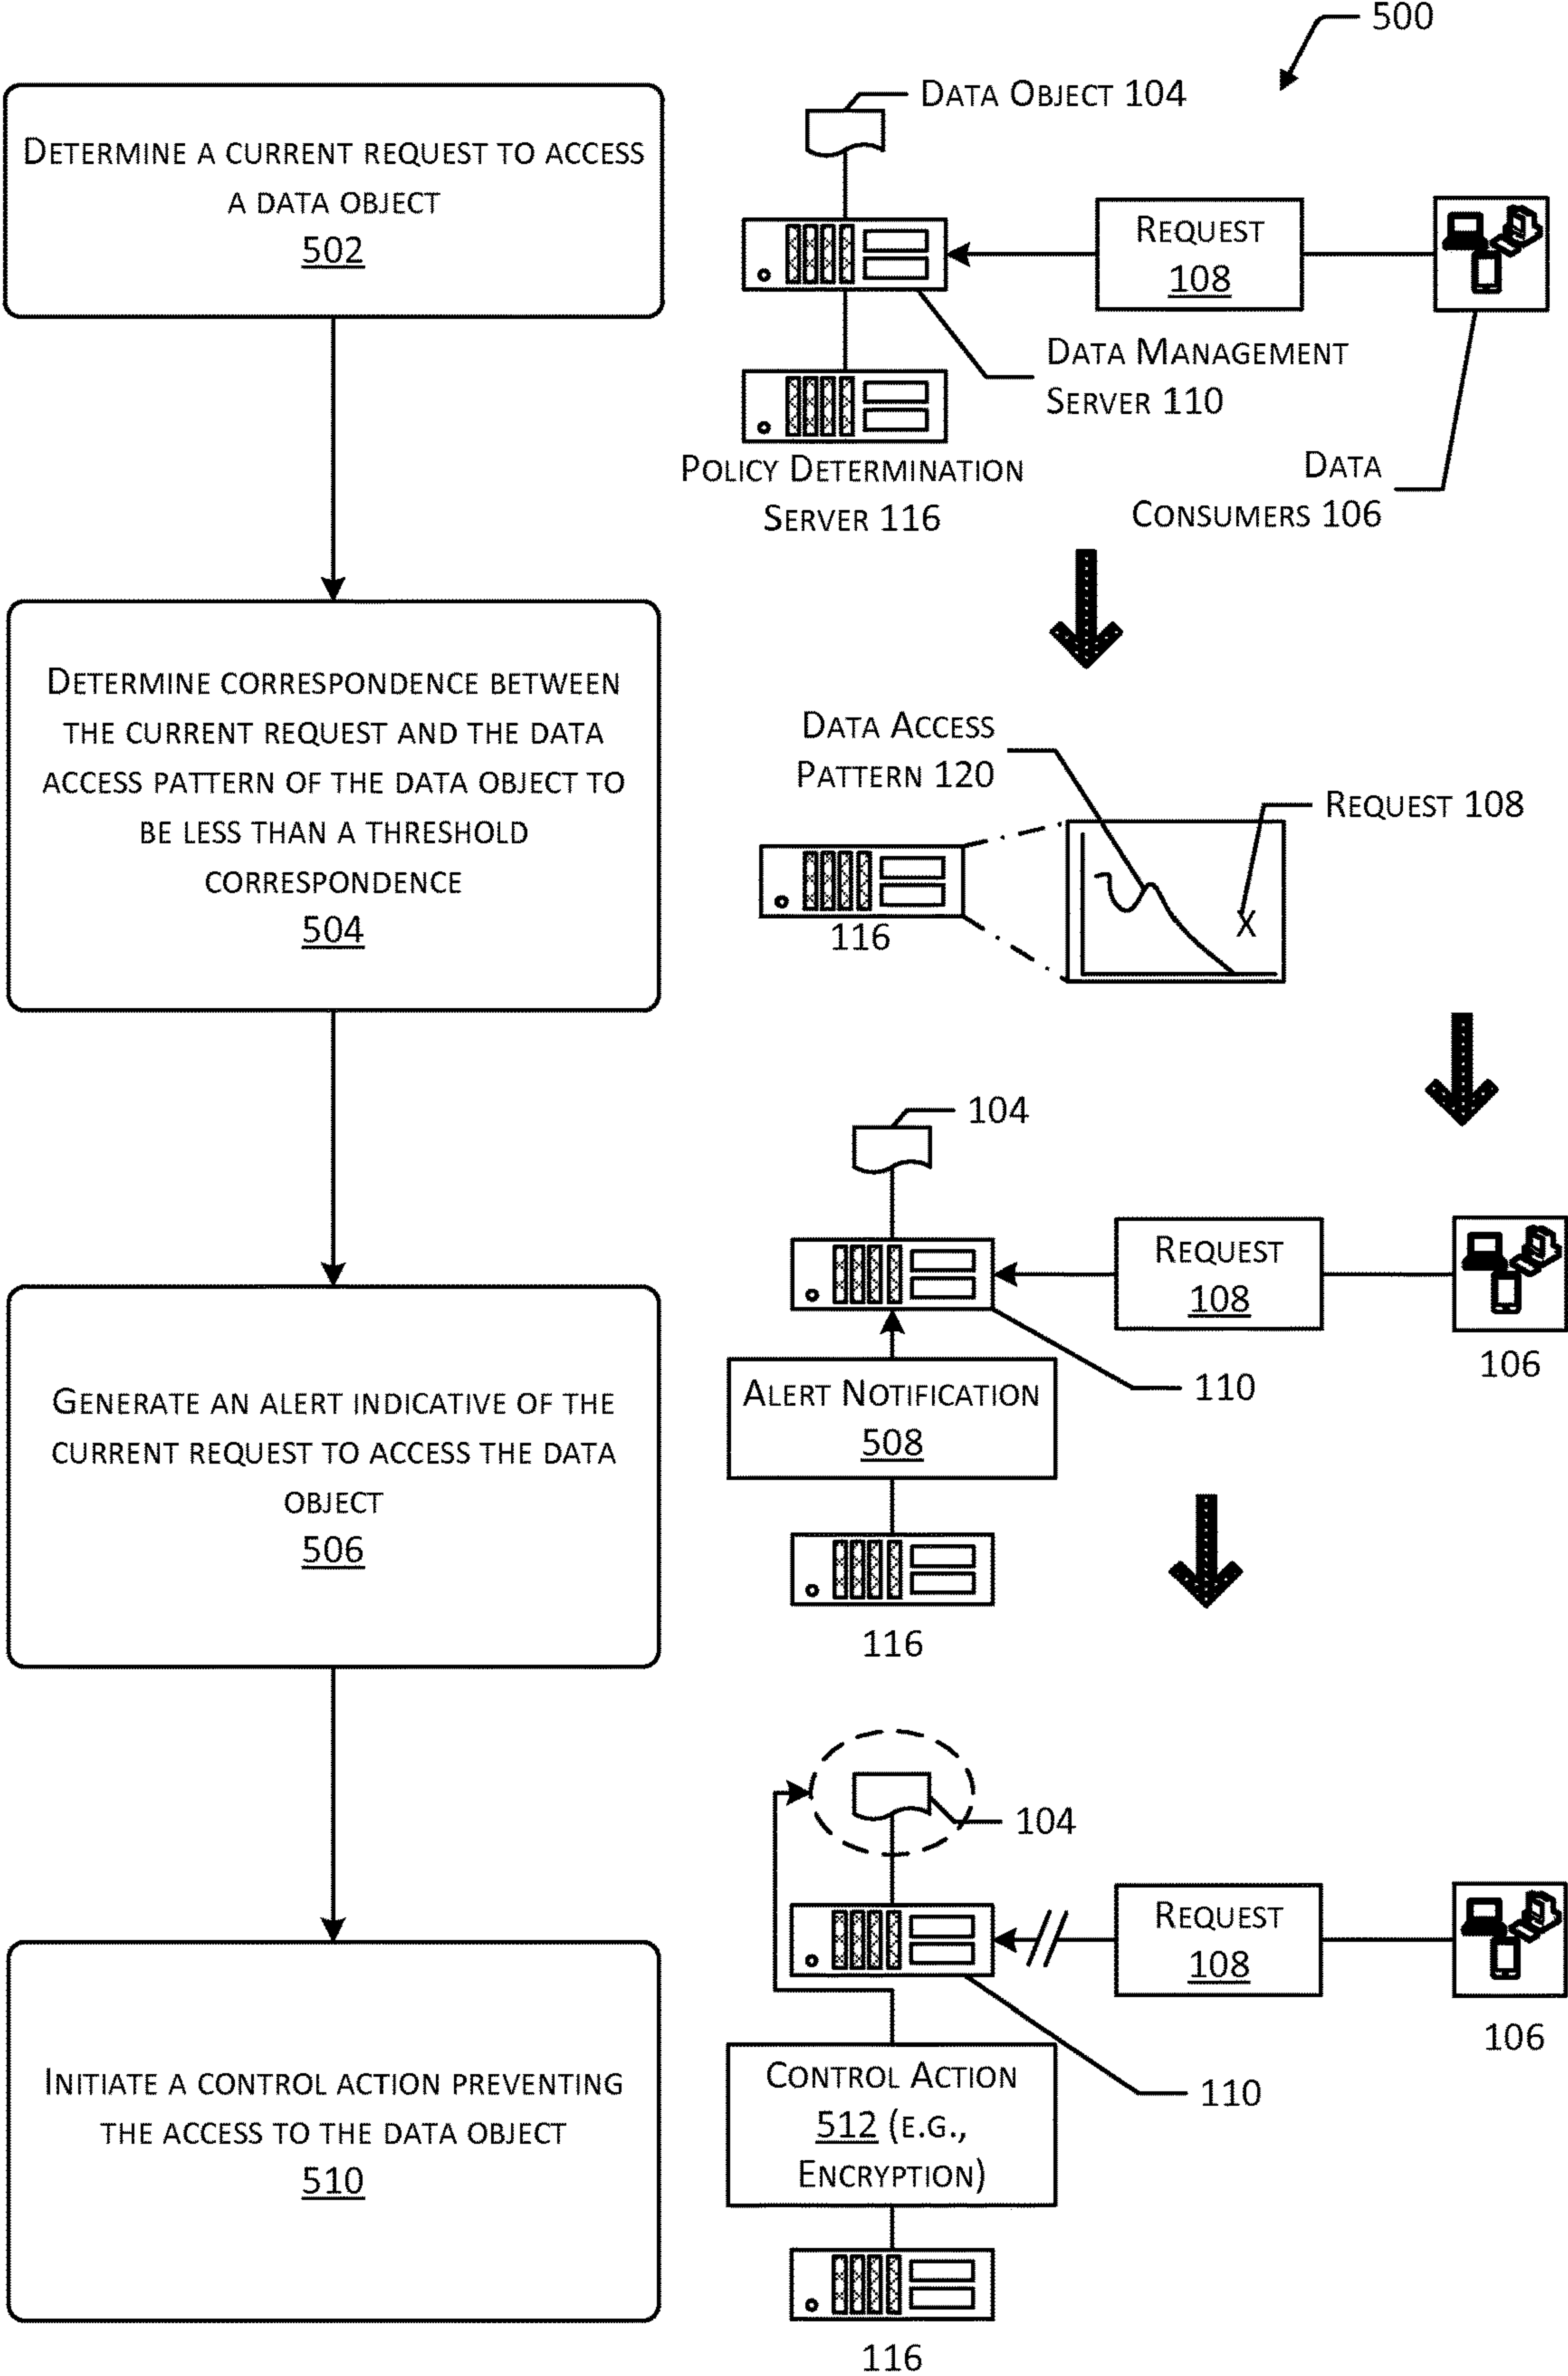 500
DETERMINE A CURRENT REQUEST TO ACCESS
A DATA OBJECT
502
DATA OBJECT 104
REQUEST
108
DATA MANAGEMENT
SERVER 110
POLICY DETERMINATION
SERVER 116
DATA
CONSUMERS 106
DETERMINE CORRESPONDENCE BETWEEN
THE CURRENT REQUEST AND THE DATA
ACCESS PATTERN OF THE DATA OBJECT TO
BE LESS THAN A THRESHOLD
CORRESPONDENCE
504
DATA ACCESS
PATTERN 120
REQUEST 108
X
116
GENERATE AN ALERT INDICATIVE OF THE
CURRENT REQUEST TO ACCESS THE DATA
OBJECT
506
104
REQUEST
108
106
110
ALERT NOTIFICATION
508
116
INITIATE A CONTROL ACTION PREVENTING
THE ACCESS TO THE DATA OBJECT
510
104
REQUEST
108
106
110
CONTROL ACTION
512 (E.G.,
ENCRYPTION)
116